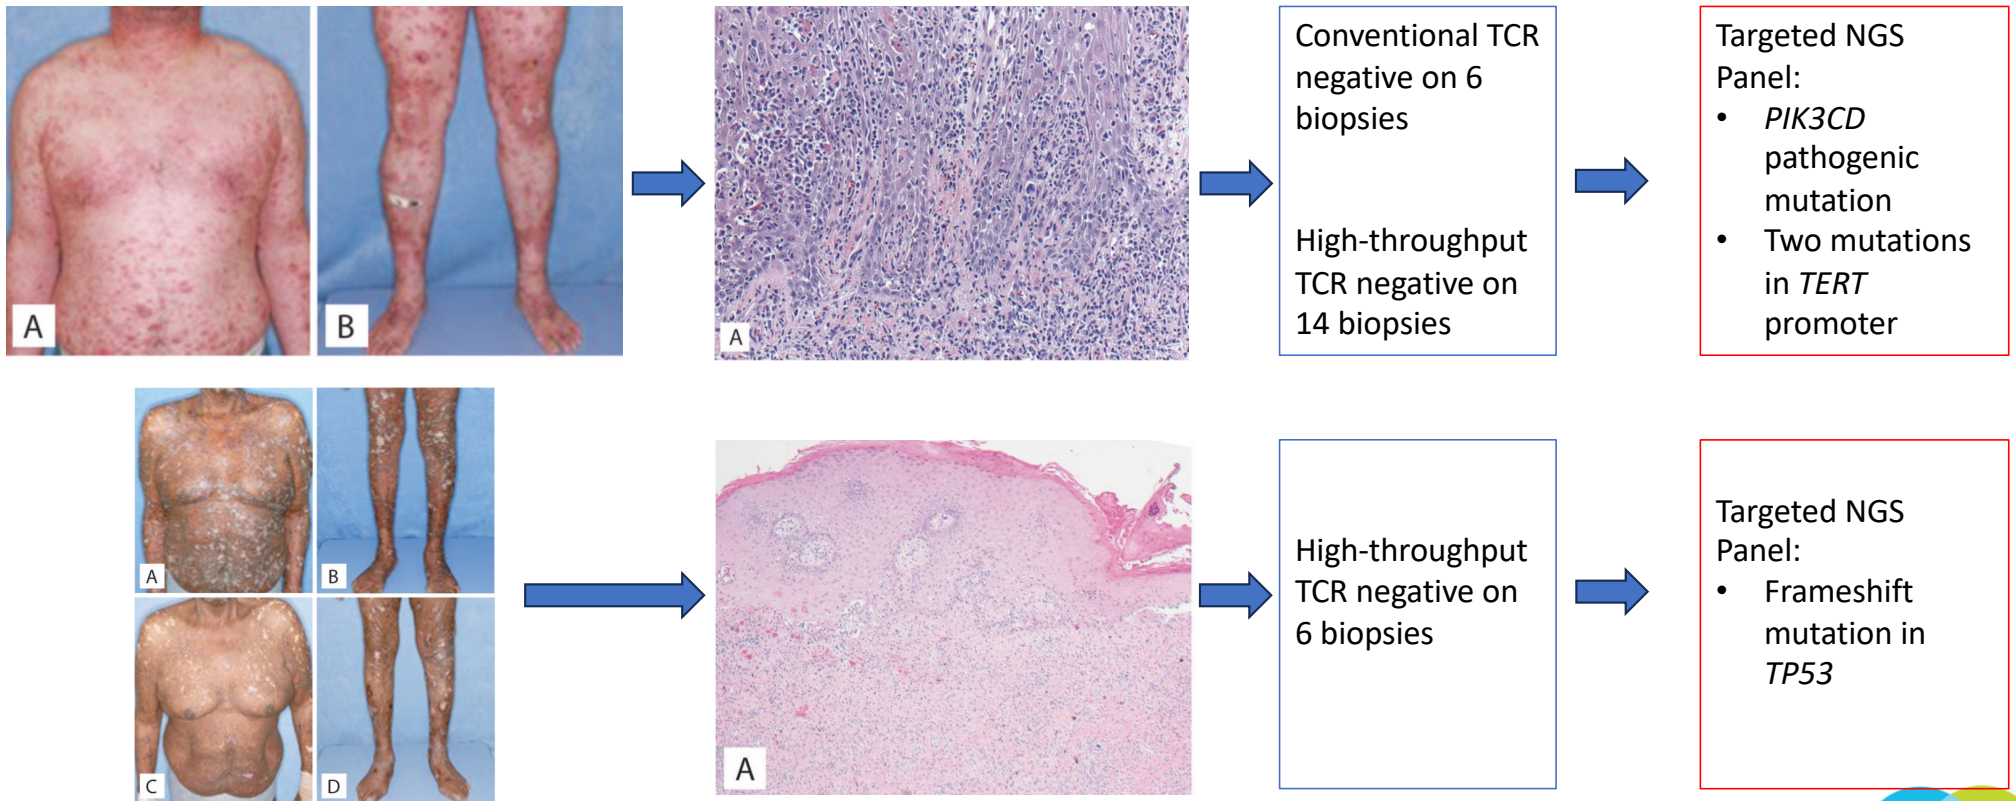 A
B
A
Conventional TCR
negative on 6
biopsies
High-throughput
TCR negative on
14 biopsies
Targeted NGS
Panel:
• PIK3CD
pathogenic
mutation
• Two mutations
in TERT
promoter
A
B
C
D
A
High-throughput
TCR negative on
6 biopsies
Targeted NGS
Panel:
• Frameshift
mutation in
TP53